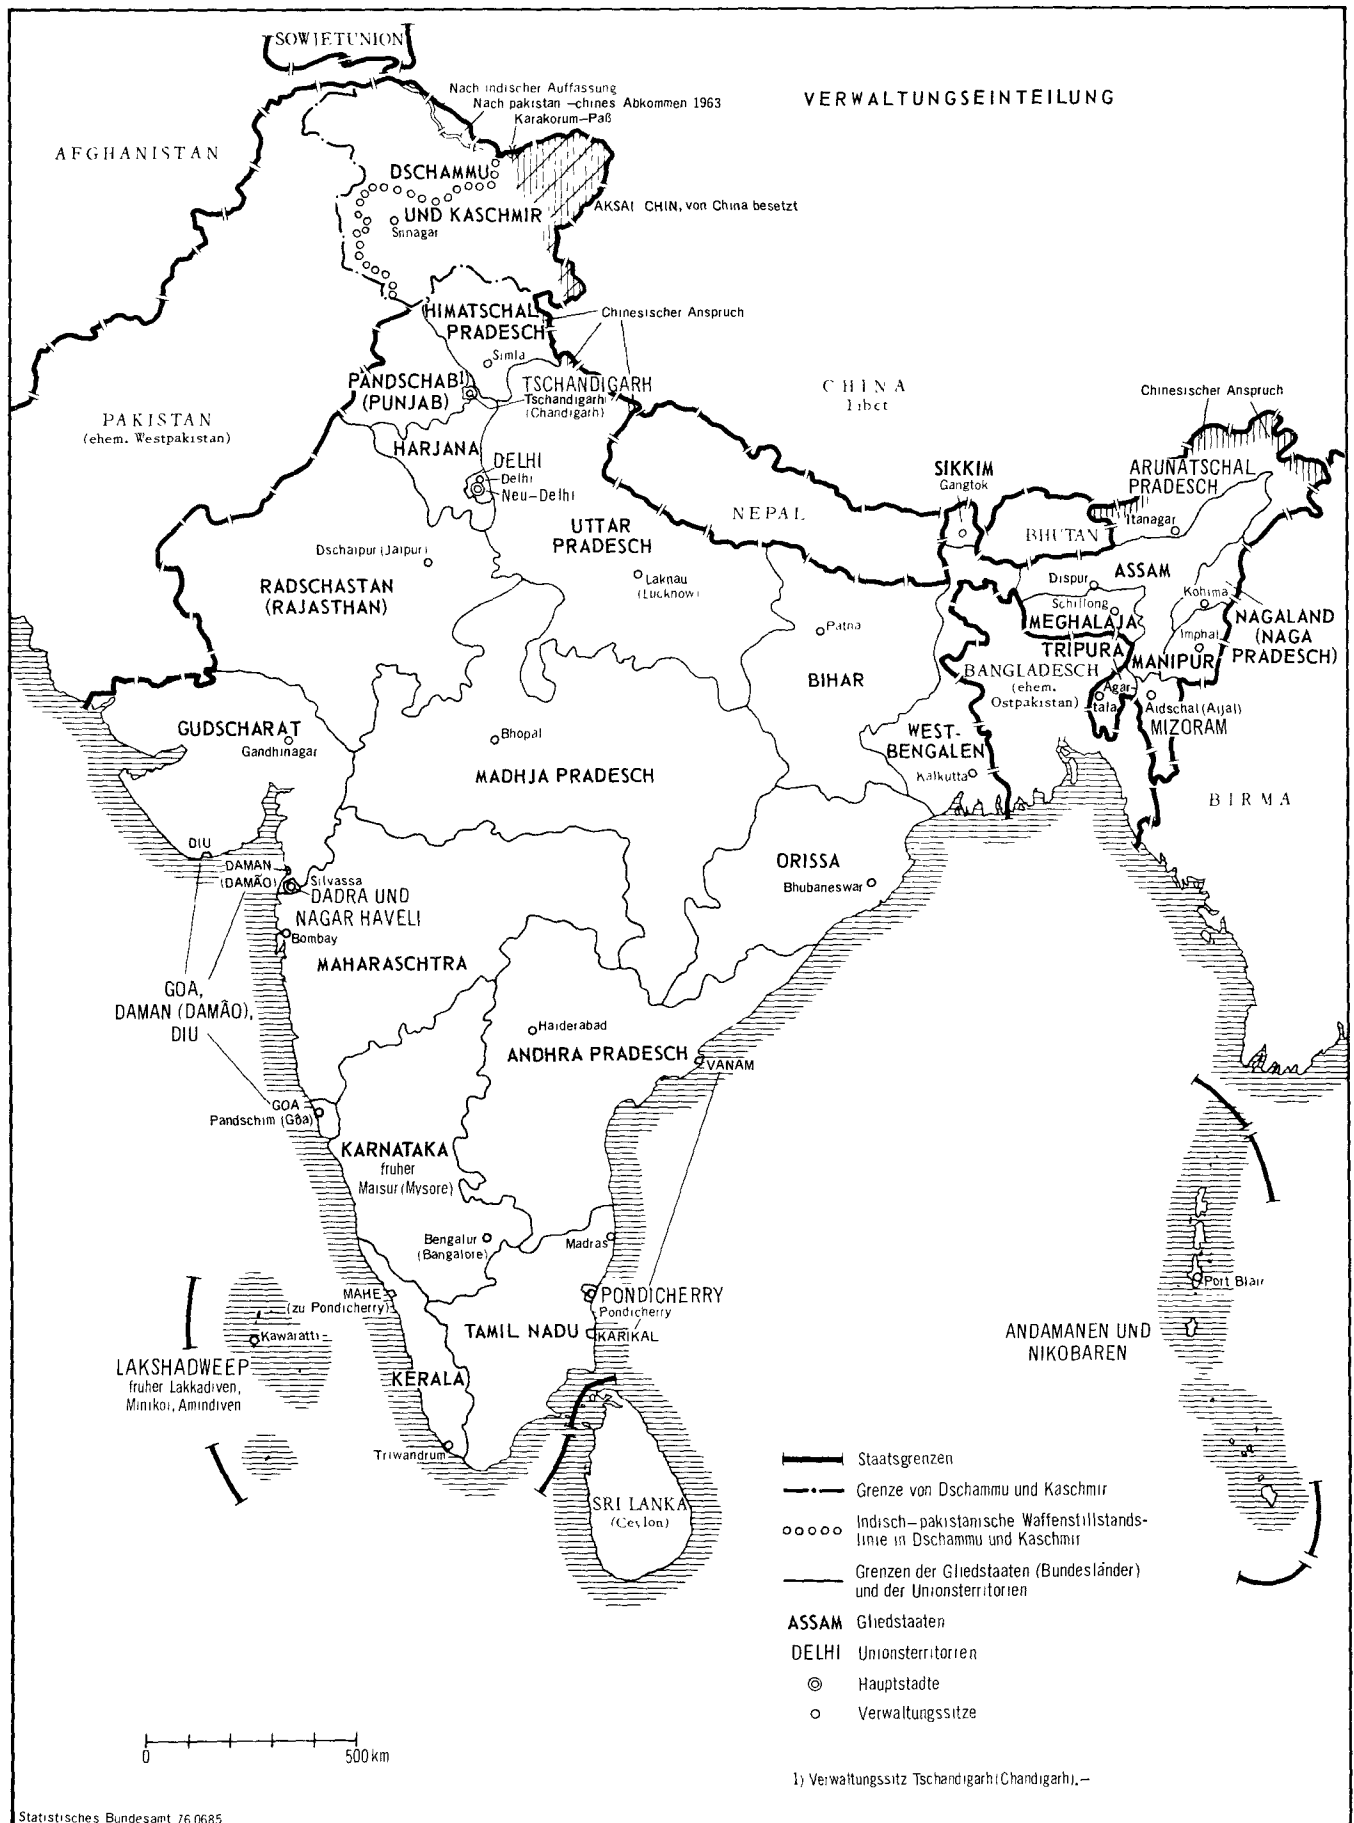 SOWJETUNION
Nach indischer Auffassung
Nach pakistan –chines Abkommen 1963
Karakorum–Paß
VERWALTUNGSEINTEILUNG
AFGHANISTAN
DSCHAMMU
UND KASCHMIR
Srinagar
AKSAI CHIN, von China besetzt
HIMATSCHAL
PRADESCH
Simla
Chinesischer Anspruch
PANDSCHAB1)
(PUNJAB)
TSCHANDIGARH
Tschandigarh
(Chandigarh)
CHINA
Tibet
Chinesischer Anspruch
PAKISTAN
(ehem. Westpakistan)
HARJANA
DELHI
Delhi
Neu–Delhi
SIKKIM
Gangtok
ARUNATSCHAL
PRADESCH
Itanagar
NEPAL
BHUTAN
UTTAR
PRADESCH
Laknau
(Lucknow)
Dschaipur (Jaipur)
RADSCHASTAN
(RAJASTHAN)
Dispur
ASSAM
Schillong
MEGHALAJA
Kohima
NAGALAND
(NAGA
PRADESCH)
Imphal
MANIPUR
TRIPURA
Agar-
tala
Patna
BIHAR
BANGLADESCH
(ehem.
Ostpakistan)
Aidschal (Aijal)
MIZORAM
GUDSCHARAT
Gandhinagar
Bhopal
MADHJA PRADESCH
WEST-
BENGALEN
Kalkutta
BIRMA
DIU
DAMAN
(DAMÃO)
Silvassa
DADRA UND
NAGAR HAVELI
Bombay
MAHARASCHTRA
ORISSA
Bhubaneswar
GOA,
DAMAN (DAMÂO),
DIU
Haiderabad
ANDHRA PRADESCH
VANAM
GOA
Pandschim (Gôa)
KARNATAKA
fruher
Maisur (Mysore)
Bengalur
(Bangalore)
Madras
MAHE
(zu Pondicherry)
PONDICHERRY
Pondicherry
KARIKAL
TAMIL NADU
Kawaratti
LAKSHADWEEP
fruher Lakkadiven,
Minikoi, Amindiven
KERALA
Triwandrum
Port Blair
ANDAMANEN UND
NIKOBAREN
SRI LANKA
(Ceylon)
Staatsgrenzen
Grenze von Dschammu und Kaschmir
Indisch–pakistanische Waffenstillstands-
linie in Dschammu und Kaschmir
Grenzen der Gliedstaaten (Bundesländer)
und der Unionsterritorien
ASSAM Gliedstaaten
DELHI Unionsterritorien
Hauptstadte
Verwaltungssitze
0 500 km
1) Verwaltungssitz Tschandigarh (Chandigarh).–
Statistisches Bundesamt 76 0685